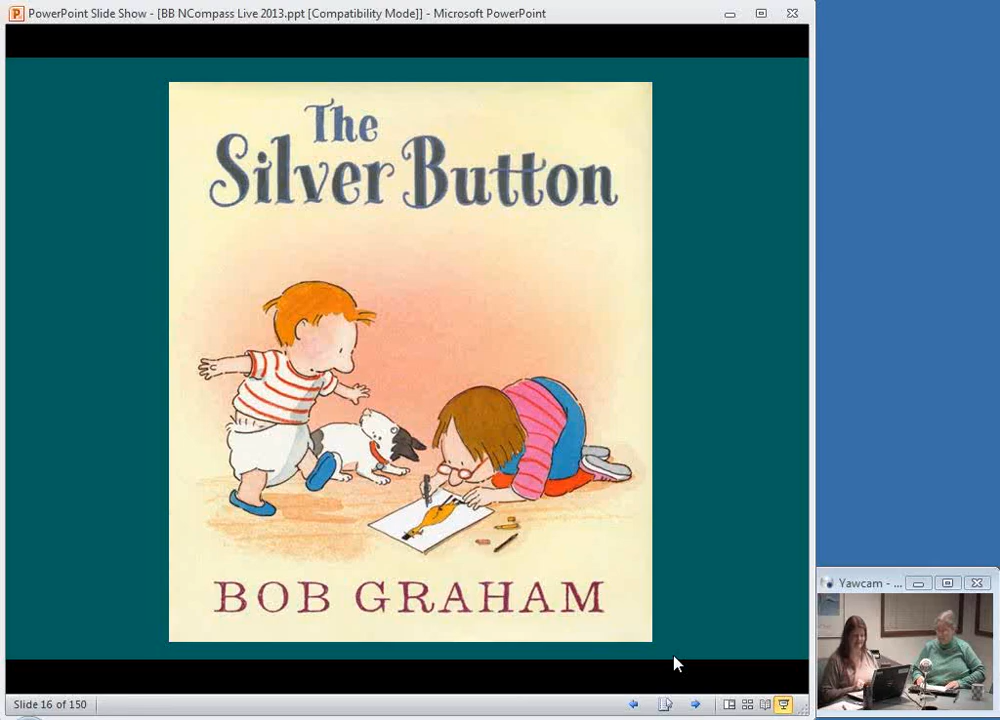 PowerPoint Slide Show - [BB NCompass Live 2013.ppt [Compatibility Mode]] - Microsoft PowerPoint
The
Silver Button
BOB GRAHAM
Yawcam - ...
Slide 16 of 150